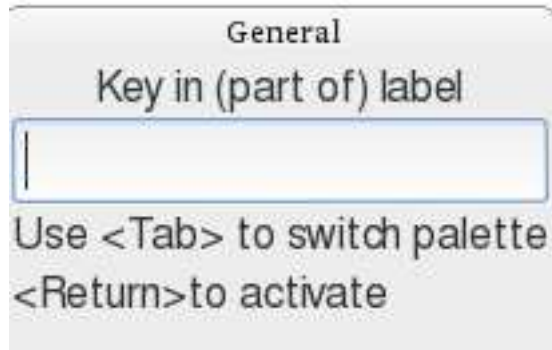 General
Key in (part of) label
Use <Tab> to switch palette
<Return>to activate